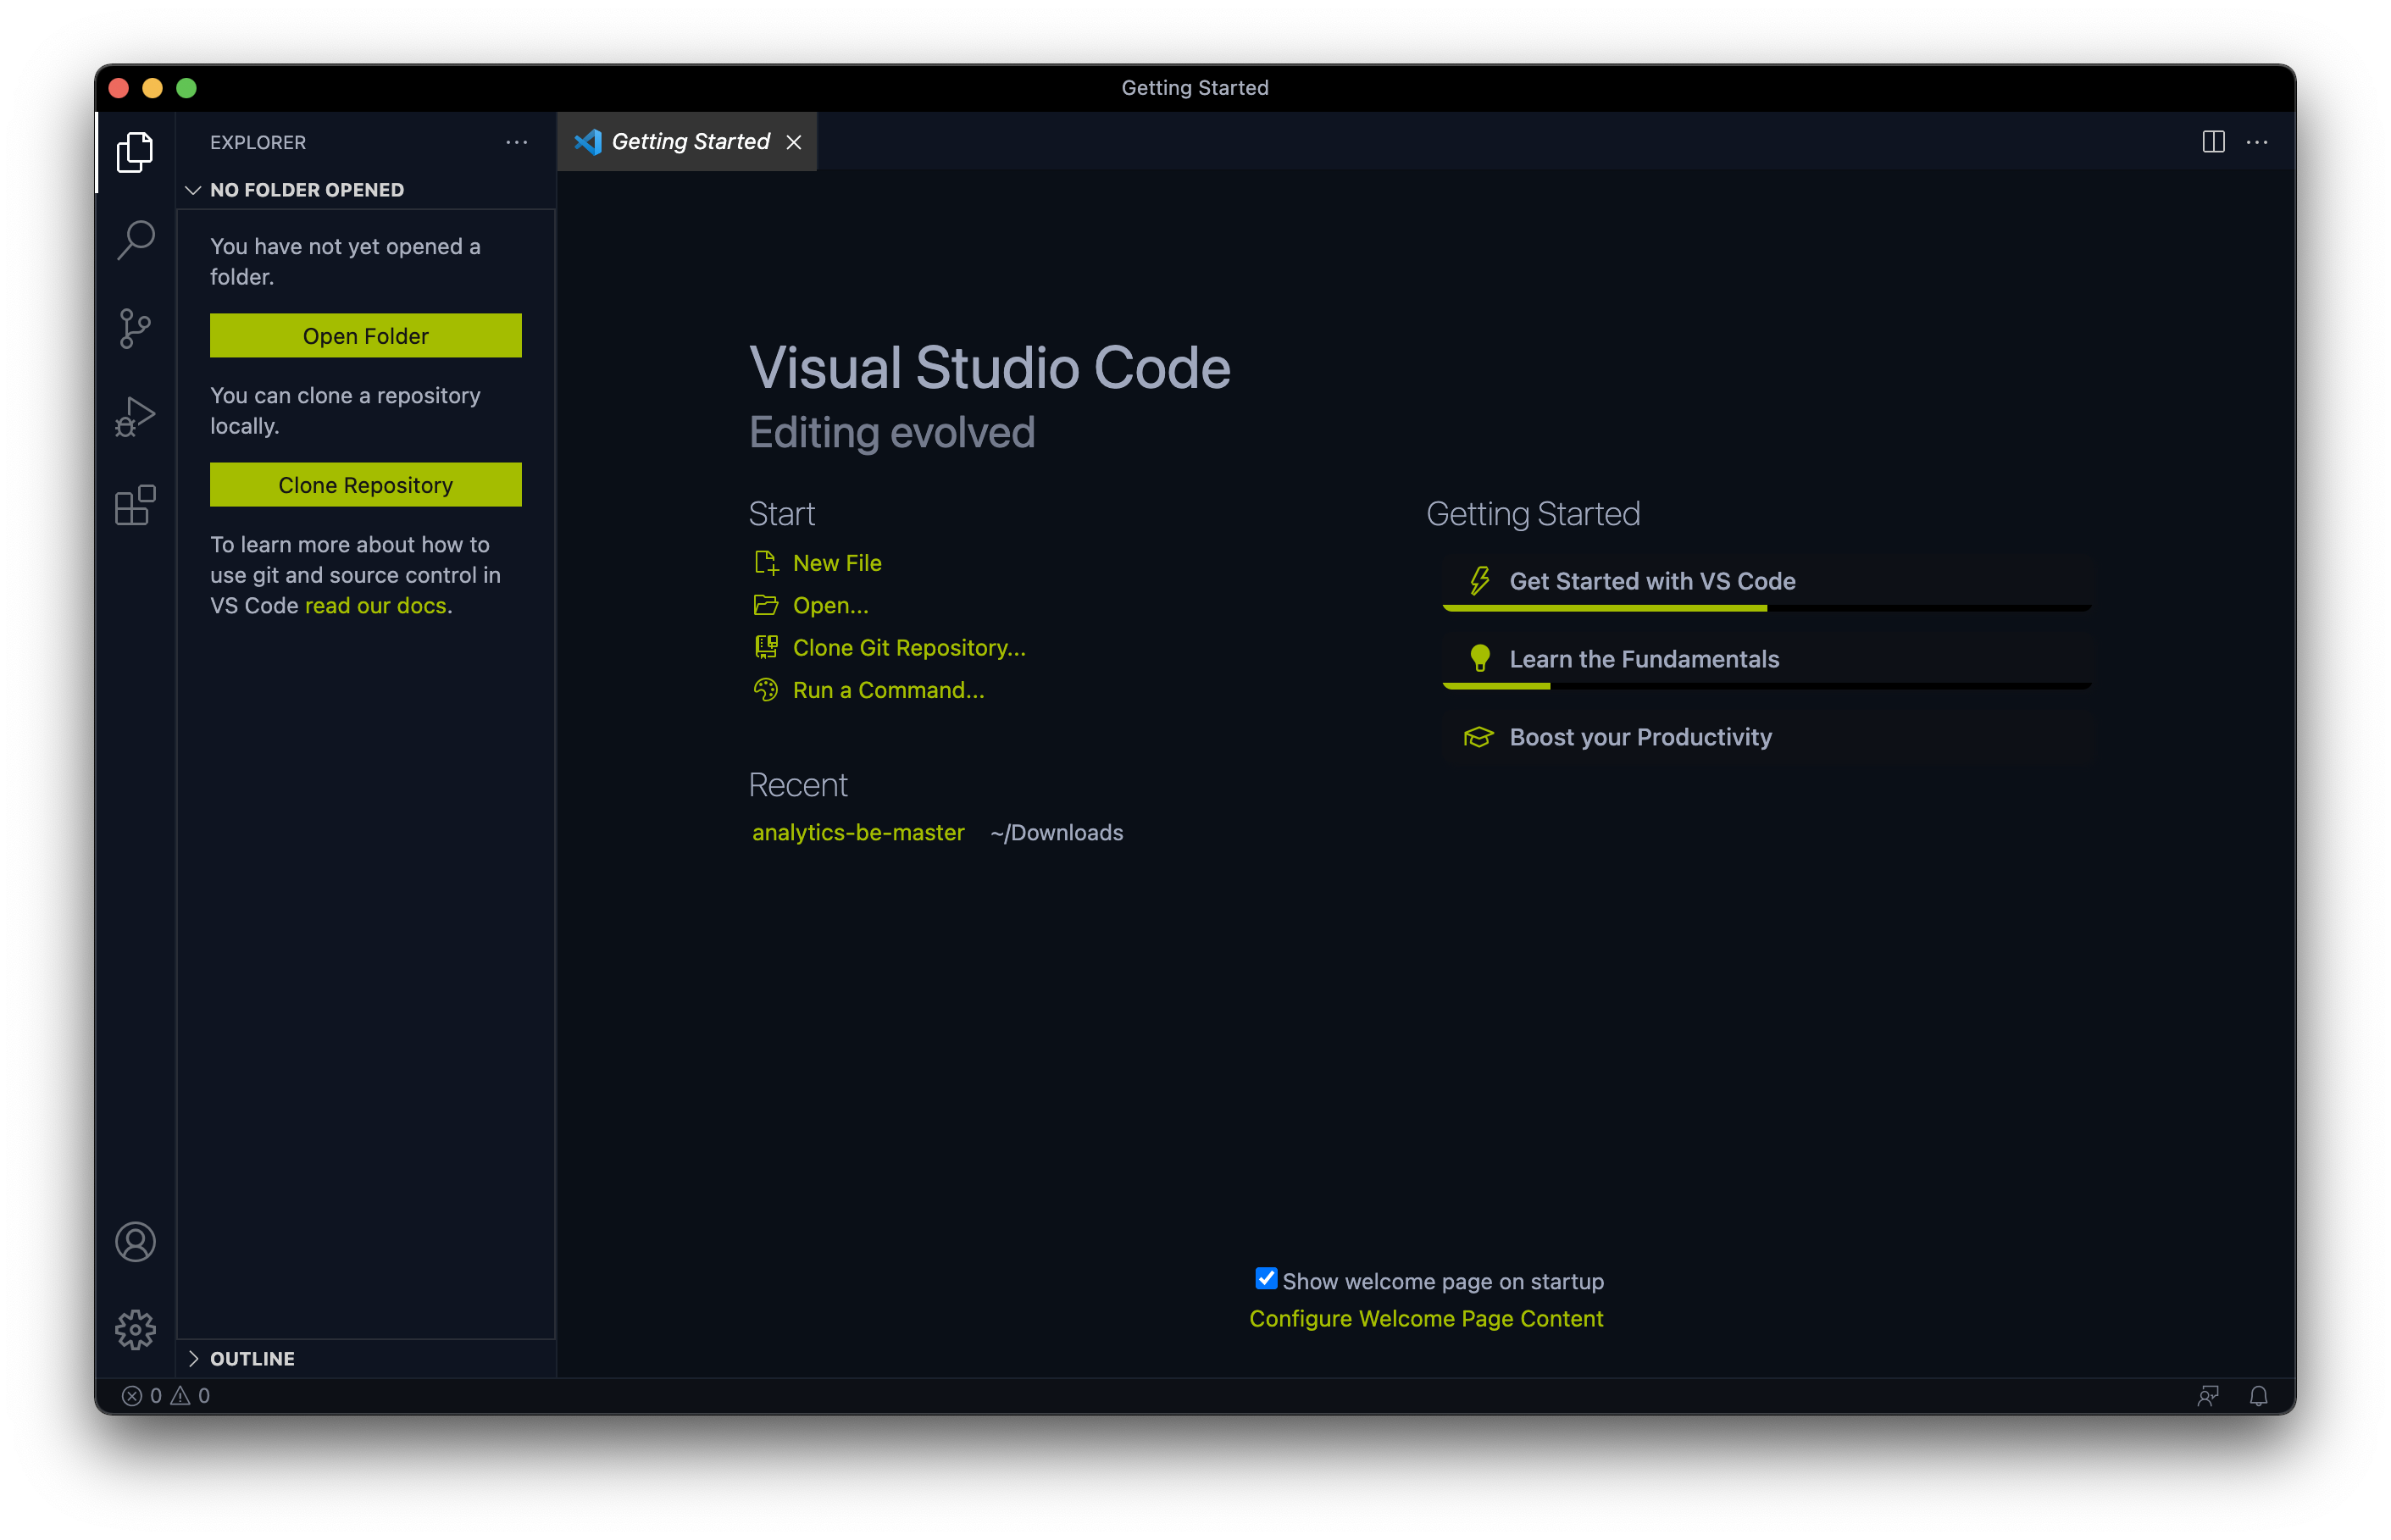 Getting Started
EXPLORER
NO FOLDER OPENED
You have not yet opened a
folder.
Open Folder
You can clone a repository
locally.
Clone Repository
To learn more about how to
use git and source control in
VS Code read our docs.
OUTLINE
Getting Started
Visual Studio Code
Editing evolved
Start
New File
Open...
Clone Git Repository...
Run a Command...
Recent
analytics-be-master ~/Downloads
Getting Started
Get Started with VS Code
Learn the Fundamentals
Boost your Productivity
Show welcome page on startup
Configure Welcome Page Content
0 0